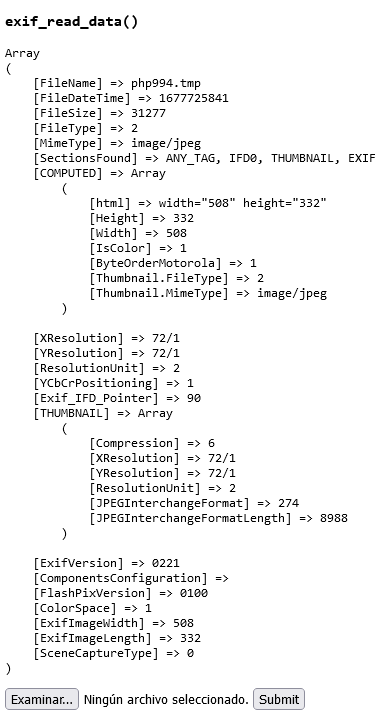 exif_read_data()
Array
(
    [FileName] => php994.tmp
    [FileDateTime] => 1677725841
    [FileSize] => 31277
    [FileType] => 2
    [MimeType] => image/jpeg
    [SectionsFound] => ANY_TAG, IFD0, THUMBNAIL, EXIF
    [COMPUTED] => Array
        (
            [html] => width="508" height="332"
            [Height] => 332
            [Width] => 508
            [IsColor] => 1
            [ByteOrderMotorola] => 1
            [Thumbnail.FileType] => 2
            [Thumbnail.MimeType] => image/jpeg
        )
    [XResolution] => 72/1
    [YResolution] => 72/1
    [ResolutionUnit] => 2
    [YCbCrPositioning] => 1
    [Exif_IFD_Pointer] => 90
    [THUMBNAIL] => Array
        (
            [Compression] => 6
            [XResolution] => 72/1
            [YResolution] => 72/1
            [ResolutionUnit] => 2
            [JPEGInterchangeFormat] => 274
            [JPEGInterchangeFormatLength] => 8988
        )
    [ExifVersion] => 0221
    [ComponentsConfiguration] =>
    [FlashPixVersion] => 0100
    [ColorSpace] => 1
    [ExifImageWidth] => 508
    [ExifImageLength] => 332
    [SceneCaptureType] => 0
)
Examinar... Ningún archivo seleccionado. Submit